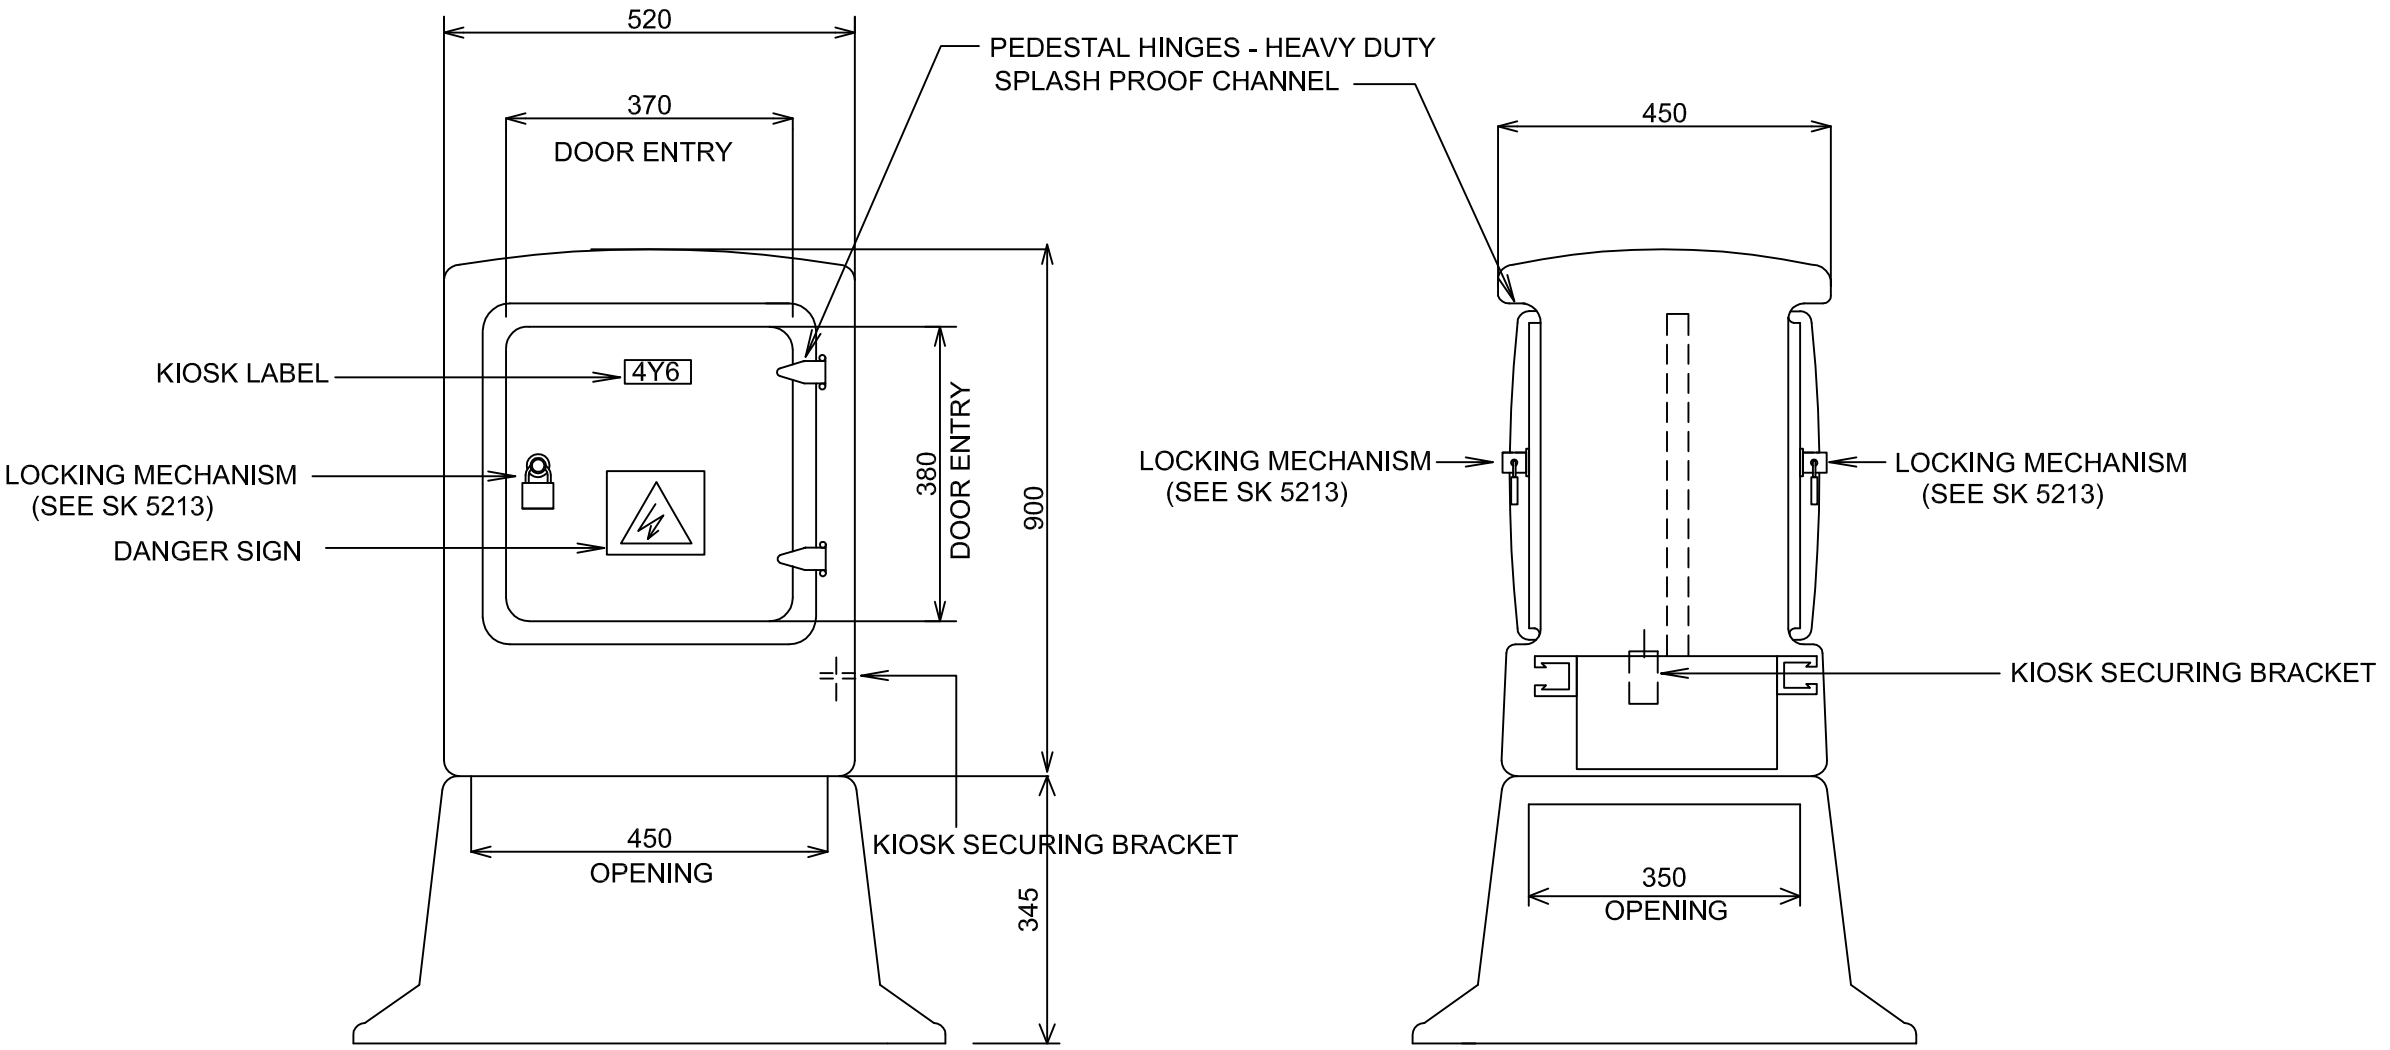 520
PEDESTAL HINGES - HEAVY DUTY
SPLASH PROOF CHANNEL
370
DOOR ENTRY
450
KIOSK LABEL
4Y6
LOCKING MECHANISM
(SEE SK 5213)
DANGER SIGN
380
DOOR ENTRY
900
LOCKING MECHANISM
(SEE SK 5213)
LOCKING MECHANISM
(SEE SK 5213)
KIOSK SECURING BRACKET
450
OPENING
KIOSK SECURING BRACKET
345
350
OPENING